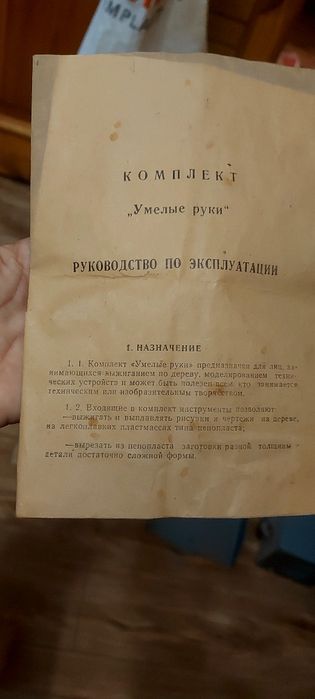 MPLA
КОМПЛЕКТ
„Умелые руки“
РУКОВОДСТВО ПО ЭКСПЛУАТАЦИИ
1. НАЗНАЧЕНИЕ
1. 1. Комплект «Умелые руки» предназначен для лиц, за-
нимающихся выжиганием по дереву, моделированием техни-
ческих устройств и может быть полезен всем кто занимается
техническим или изобразительным творчеством.
1. 2. Входящие в комплект инструменты позволяют:
—выжигать и выплавлять рисунки и чертежи на дереве,
из легкоплавких пластмассах типа пенопласта;
—вырезать из пенопласта заготовки разной толщины
детали достаточно сложной формы.